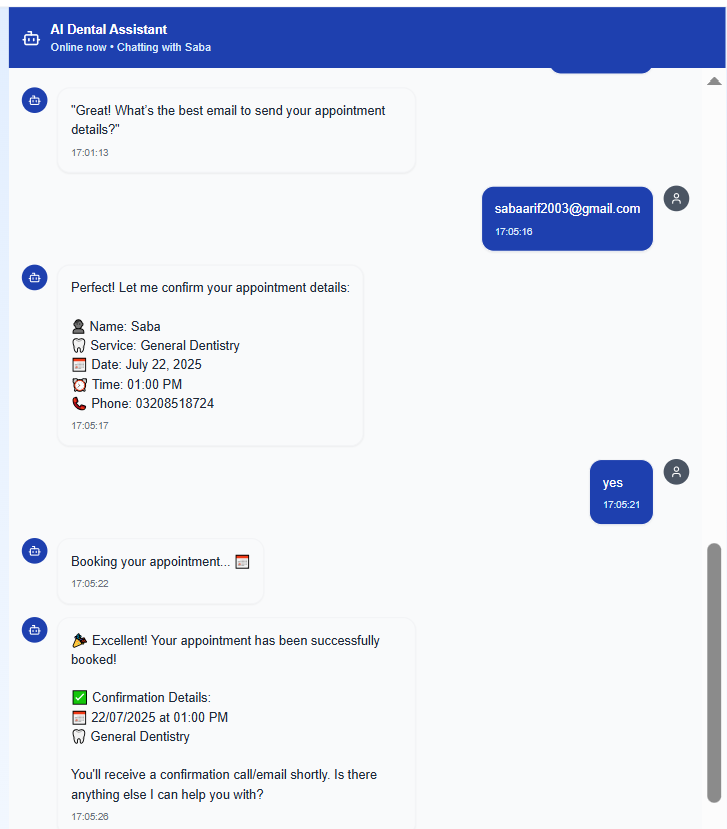 AI Dental Assistant
Online now • Chatting with Saba
"Great! What's the best email to send your appointment
details?"
17:01:13
sabaarif2003@gmail.com
17:05:16
Perfect! Let me confirm your appointment details:
👤 Name: Saba
🦷 Service: General Dentistry
📅 Date: July 22, 2025
⏰ Time: 01:00 PM
📞 Phone: 03208518724
17:05:17
yes
17:05:21
Booking your appointment... 📅
17:05:22
🎉 Excellent! Your appointment has been successfully
booked!
✅ Confirmation Details:
📅 22/07/2025 at 01:00 PM
🦷 General Dentistry
You'll receive a confirmation call/email shortly. Is there
anything else I can help you with?
17:05:26